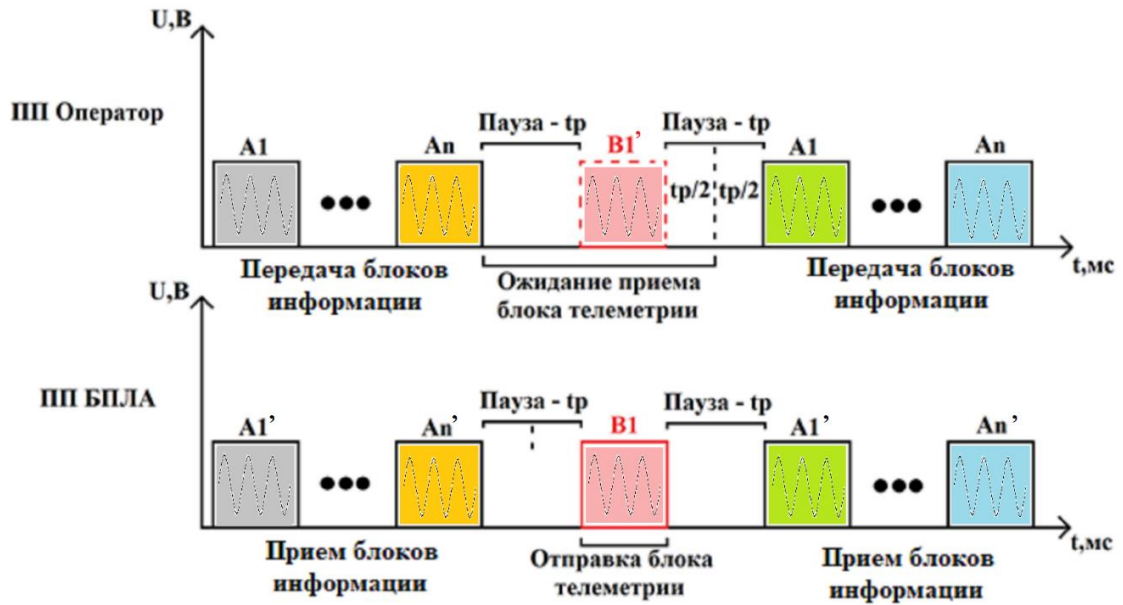 U,В
ПП Оператор
A1
An
Пауза - tp
B1’
Пауза - tp
tp/2
tp/2
A1
An
Передача блоков
информации
Ожидание приема
блока телеметрии
Передача блоков
информации
t,мс
U,В
ПП БПЛА
A1’
An’
Пауза - tp
B1
Пауза - tp
A1’
An’
Прием блоков
информации
Отправка блока
телеметрии
Прием блоков
информации
t,мс